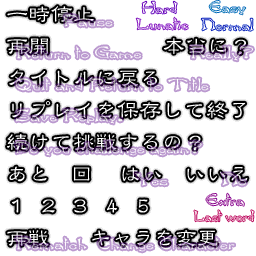 一時停止
Pause
Hard
Easy
Lunatic
Normal
再開
Return to Game
本当に？
Really?
タイトルに戻る
Quit and Return to Title
リプレイを保存して終了
Save Replay
続けて挑戦するの？
Do you challenge again?
あと　回　はい　いいえ
Yes No
1 2 3 4 5
Extra
Last word
再戦　キャラを変更
Rematch Change Character